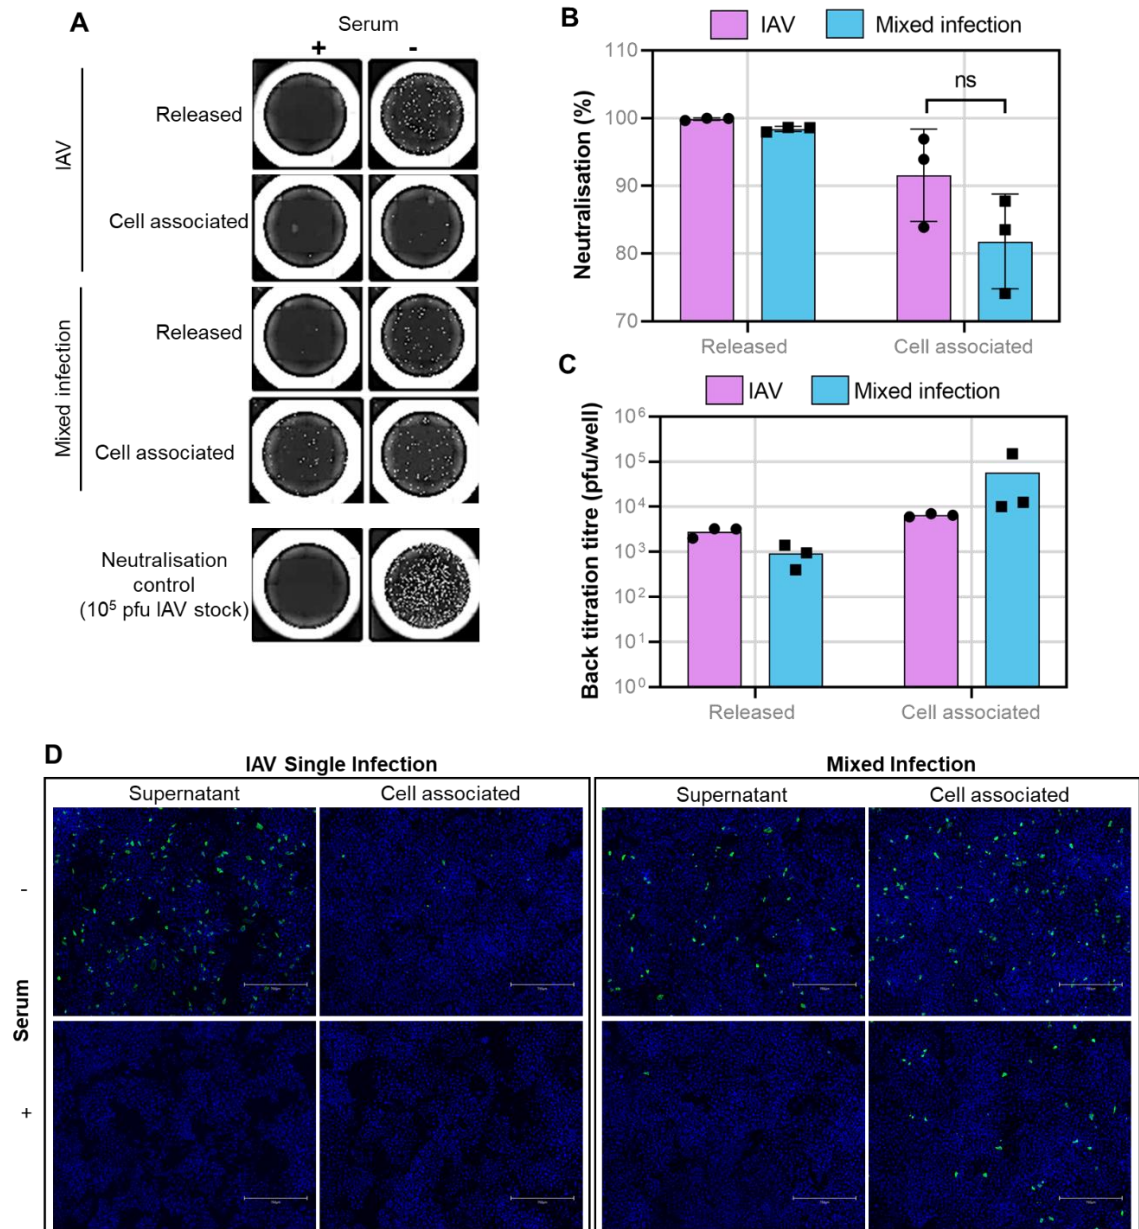 A
Serum
+ -
IAV
Released
Cell associated
Mixed infection
Released
Cell associated
Neutralisation
control
(10⁵ pfu IAV stock)
B
IAV Mixed infection
Neutralisation (%)
110
100
90
80
70
ns
Released Cell associated
C
IAV Mixed infection
Back titration titre (pfu/well)
10⁶
10⁵
10⁴
10³
10²
10¹
10⁰
Released Cell associated
D
IAV Single Infection Mixed Infection
Supernatant Cell associated Supernatant Cell associated
Serum
-
+